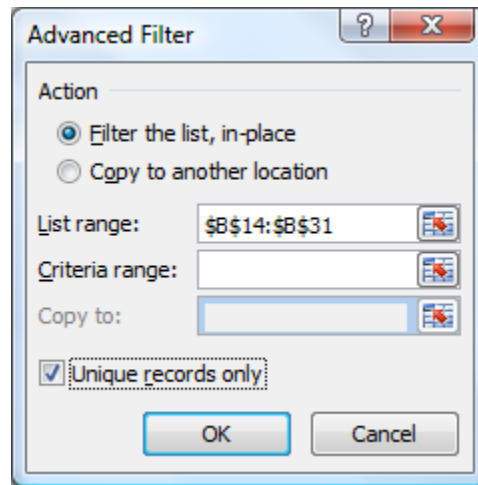 Advanced Filter
?
X
Action
Filter the list, in-place
Copy to another location
List range:
$B$14:$B$31
Criteria range:
Copy to:
Unique records only
OK
Cancel